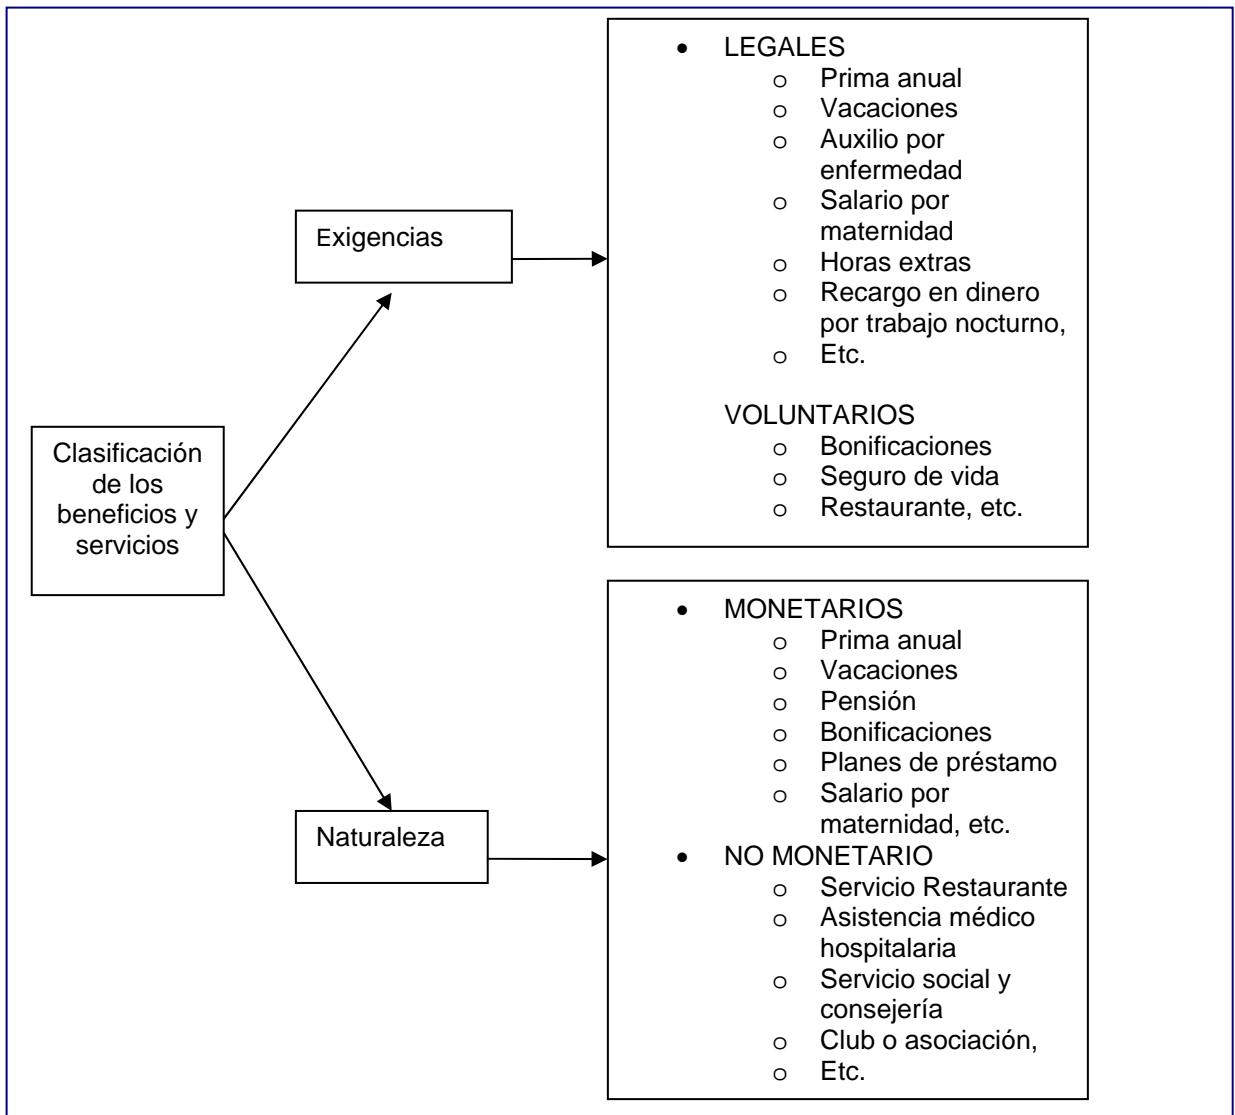 Clasificación
de los
beneficios y
servicios
Exigencias
• LEGALES
o Prima anual
o Vacaciones
o Auxilio por
enfermedad
o Salario por
maternidad
o Horas extras
o Recargo en dinero
por trabajo nocturno,
o Etc.
VOLUNTARIOS
o Bonificaciones
o Seguro de vida
o Restaurante, etc.
Naturaleza
• MONETARIOS
o Prima anual
o Vacaciones
o Pensión
o Bonificaciones
o Planes de préstamo
o Salario por
maternidad, etc.
• NO MONETARIO
o Servicio Restaurante
o Asistencia médico
hospitalaria
o Servicio social y
consejería
o Club o asociación,
o Etc.